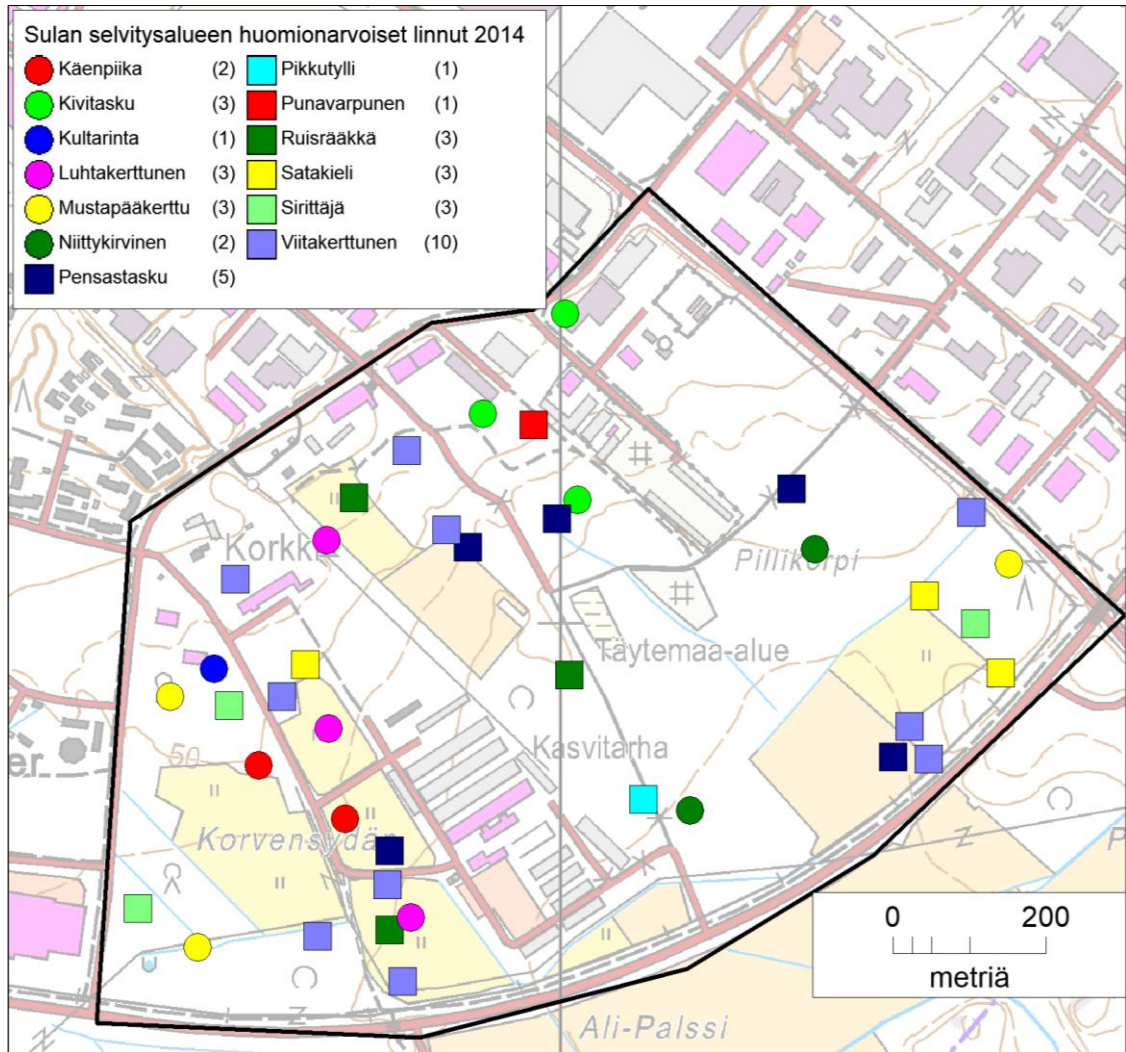 Sulan selvitysalueen huomionarvoiset linnut 2014
Käenpiika (2) Pikkutylli (1)
Kivitasku (3) Punavarpunen (1)
Kultarinta (1) Ruisrääkkä (3)
Luhtakerttunen (3) Satakieli (3)
Mustapääkerttu (3) Sirittäjä (3)
Niittykirvinen (2) Viitakerttunen (10)
Pensastasku (5)
Pillikorpi
Täytemaa-alue
Kasvitarha
50
Korvensydän
0 200
metriä
Ali-Palssi